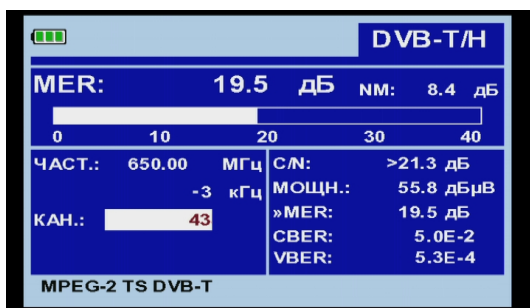 DVB-T/H
MER: 19.5 дБ NM: 8.4 дБ
0 10 20 30 40
ЧАСТ.: 650.00 МГц
-3 кГц
КАН.: 43
C/N: >21.3 дБ
МОЩН.: 55.8 дБµВ
»MER: 19.5 дБ
CBER: 5.0E-2
VBER: 5.3E-4
MPEG-2 TS DVB-T